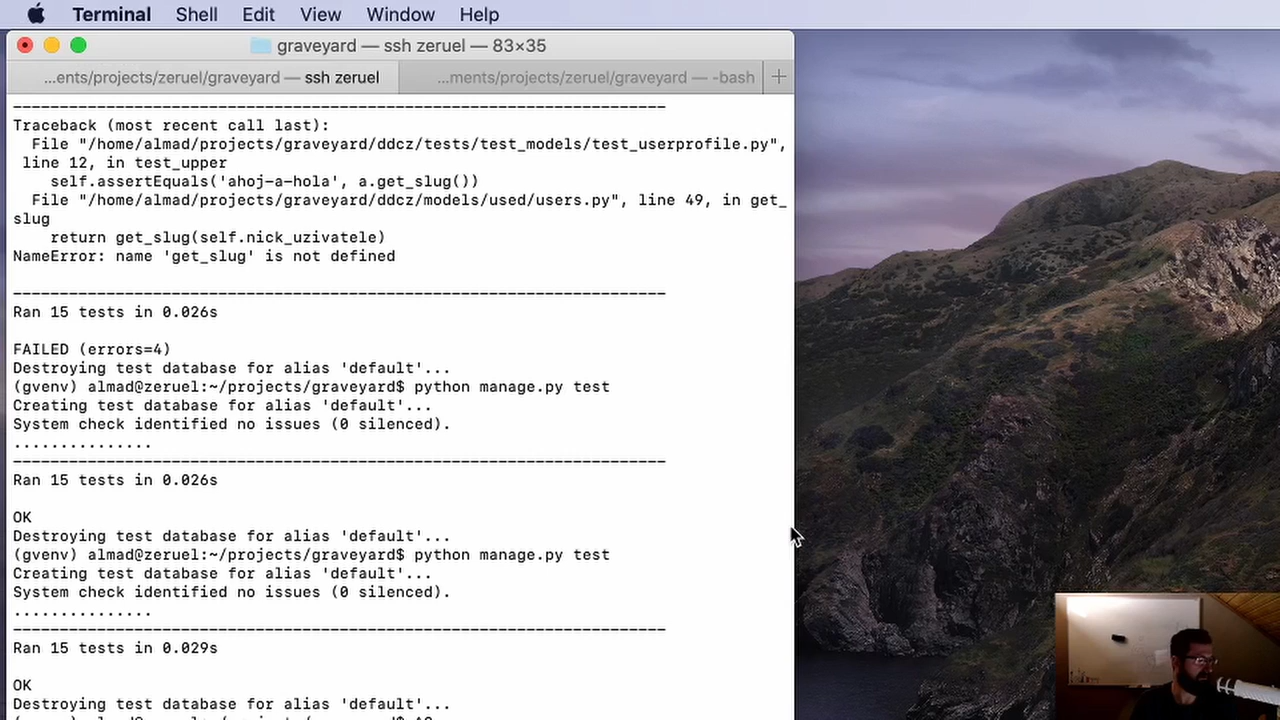 Terminal Shell Edit View Window Help
graveyard — ssh zeruel — 83×35
...ents/projects/zeruel/graveyard — ssh zeruel
...ments/projects/zeruel/graveyard — -bash
Traceback (most recent call last):
File "/home/almad/projects/graveyard/ddcz/tests/test_models/test_userprofile.py",
line 12, in test_upper
self.assertEquals('ahoj-a-hola', a.get_slug())
File "/home/almad/projects/graveyard/ddcz/models/used/users.py", line 49, in get_
slug
return get_slug(self.nick_uzivatele)
NameError: name 'get_slug' is not defined
Ran 15 tests in 0.026s
FAILED (errors=4)
Destroying test database for alias 'default'...
(gvenv) almad@zeruel:~/projects/graveyard$ python manage.py test
Creating test database for alias 'default'...
System check identified no issues (0 silenced).
...............
Ran 15 tests in 0.026s
OK
Destroying test database for alias 'default'...
(gvenv) almad@zeruel:~/projects/graveyard$ python manage.py test
Creating test database for alias 'default'...
System check identified no issues (0 silenced).
...............
Ran 15 tests in 0.029s
OK
Destroying test database for alias 'default'...